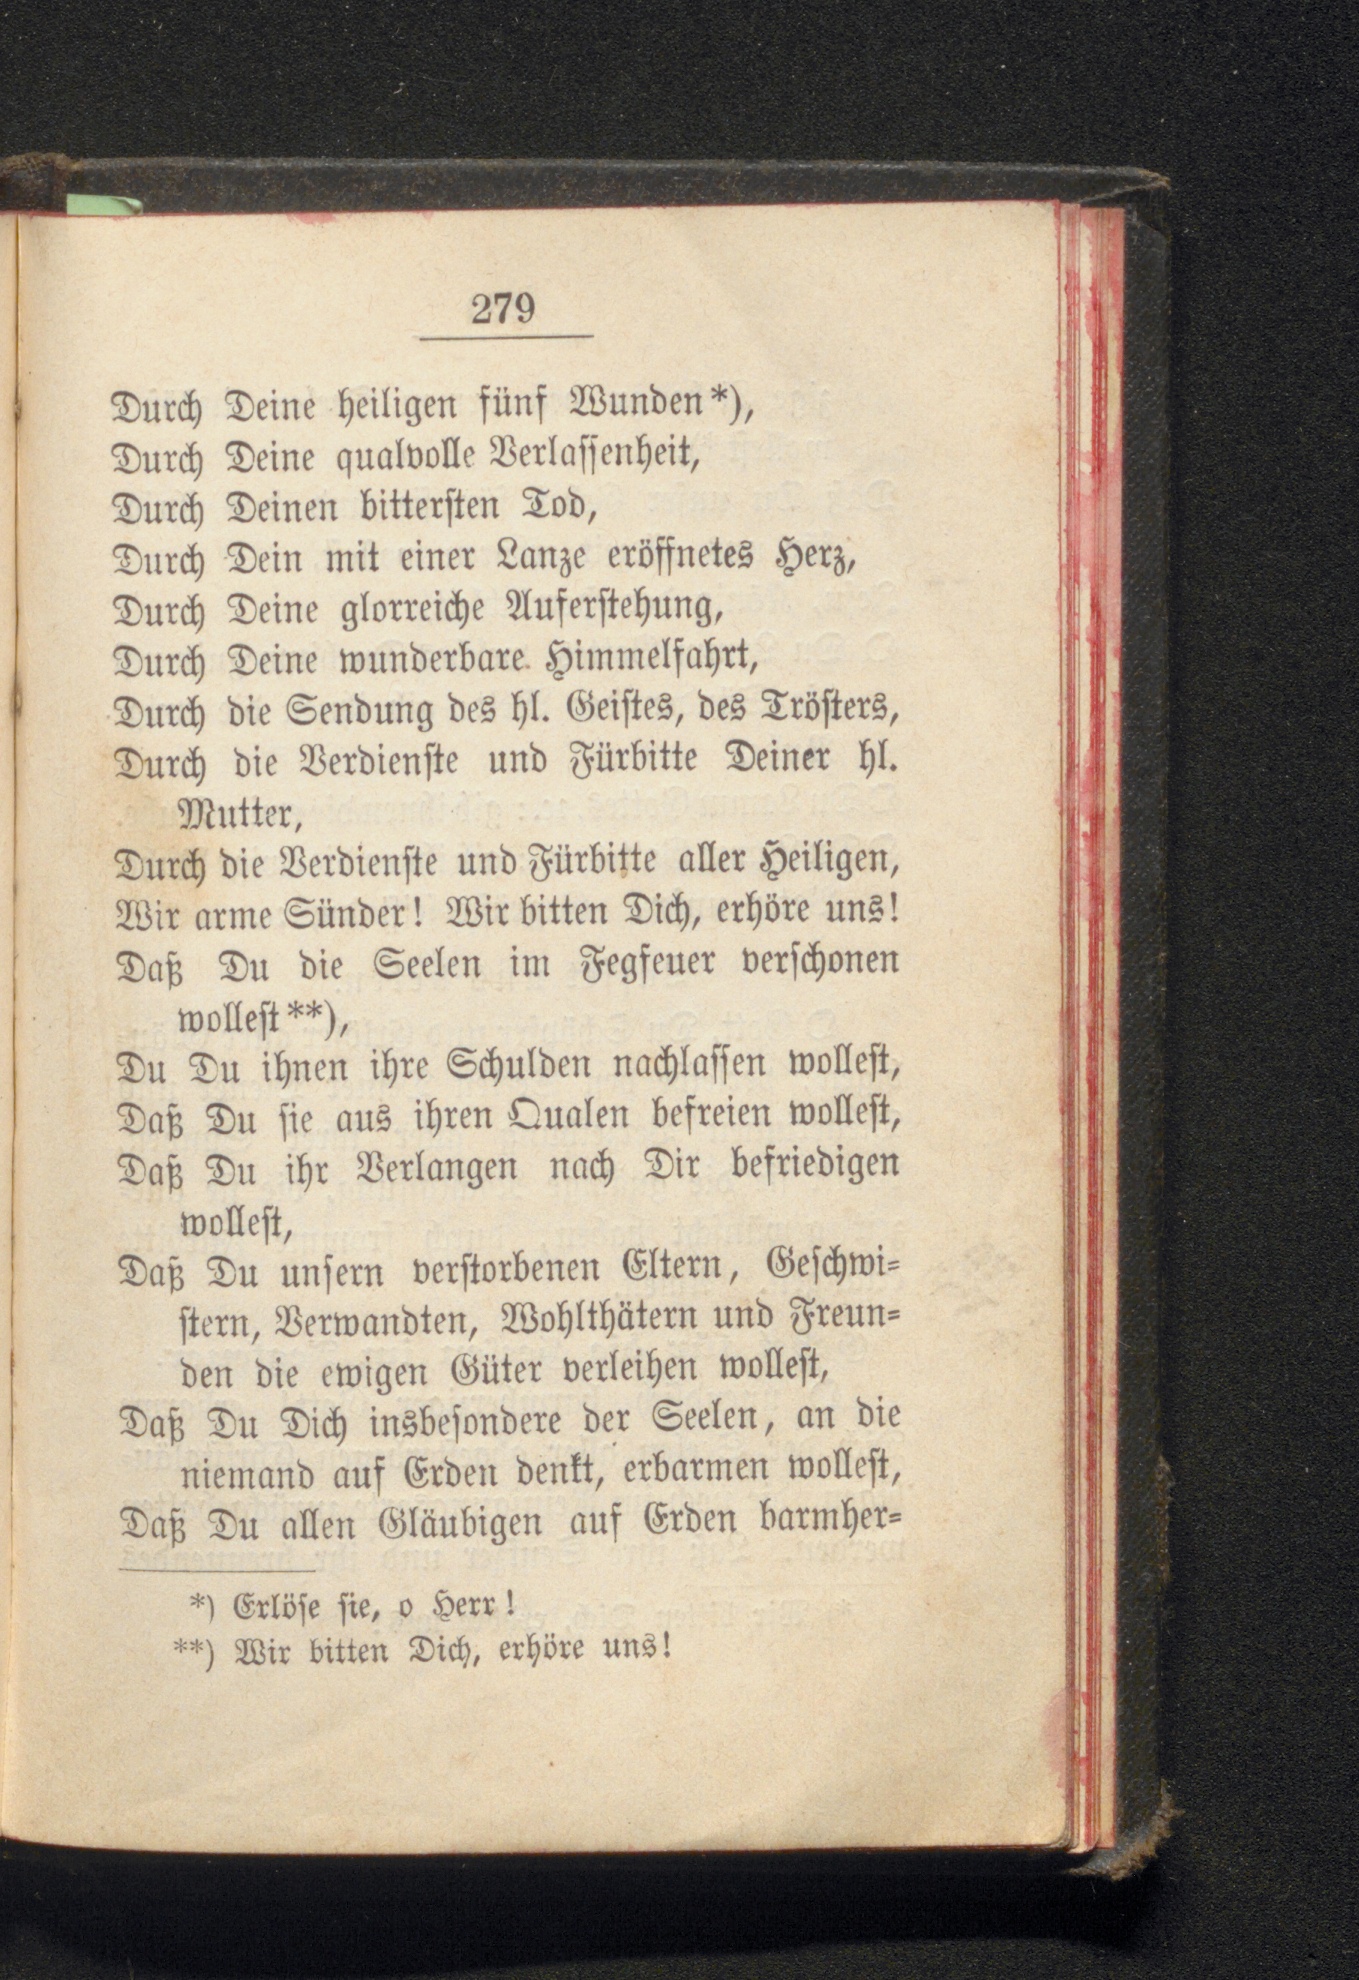 279
Durch Deine heiligen fünf Wunden*),
Durch Deine qualvolle Verlassenheit,
Durch Deinen bittersten Tod,
Durch Dein mit einer Lanze eröffnetes Herz,
Durch Deine glorreiche Auferstehung,
Durch Deine wunderbare Himmelfahrt,
Durch die Sendung des hl. Geistes, des Trösters,
Durch die Verdienste und Fürbitte Deiner hl.
Mutter,
Durch die Verdienste und Fürbitte aller Heiligen,
Wir arme Sünder! Wir bitten Dich, erhöre uns!
Daß Du die Seelen im Fegfeuer verschonen
wollest**),
Du Du ihnen ihre Schulden nachlassen wollest,
Daß Du sie aus ihren Qualen befreien wollest,
Daß Du ihr Verlangen nach Dir befriedigen
wollest,
Daß Du unsern verstorbenen Eltern, Geschwi-
stern, Verwandten, Wohlthätern und Freun-
den die ewigen Güter verleihen wollest,
Daß Du Dich insbesondere der Seelen, an die
niemand auf Erden denkt, erbarmen wollest,
Daß Du allen Gläubigen auf Erden barmher-
*) Erlöse sie, o Herr!
**) Wir bitten Dich, erhöre uns!